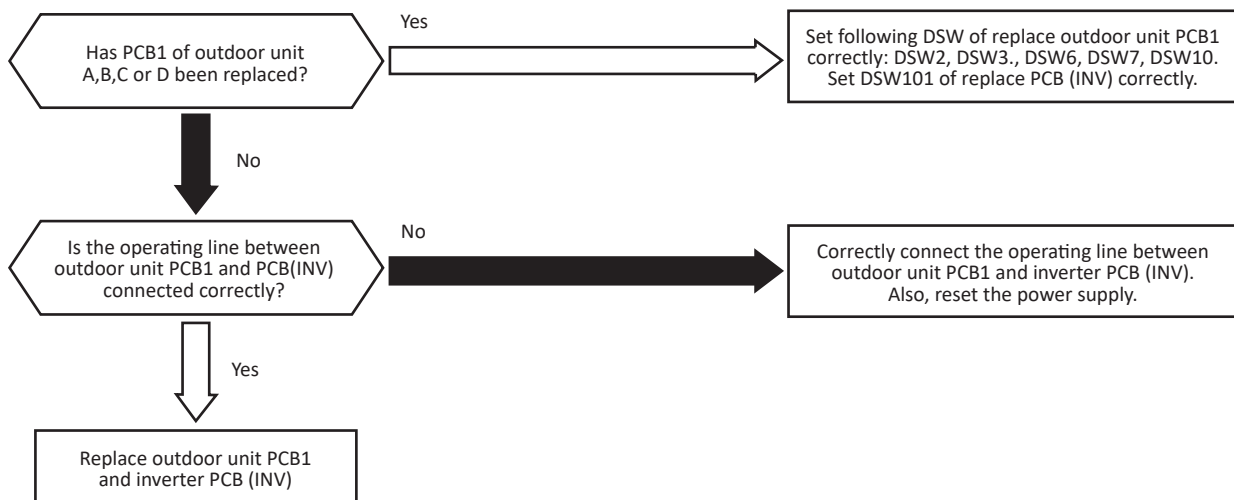 Has PCB1 of outdoor unit
A,B,C or D been replaced?
Yes
Set following DSW of replace outdoor unit PCB1
correctly: DSW2, DSW3., DSW6, DSW7, DSW10.
Set DSW101 of replace PCB (INV) correctly.
No
Is the operating line between
outdoor unit PCB1 and PCB(INV)
connected correctly?
No
Correctly connect the operating line between
outdoor unit PCB1 and inverter PCB (INV).
Also, reset the power supply.
Yes
Replace outdoor unit PCB1
and inverter PCB (INV)